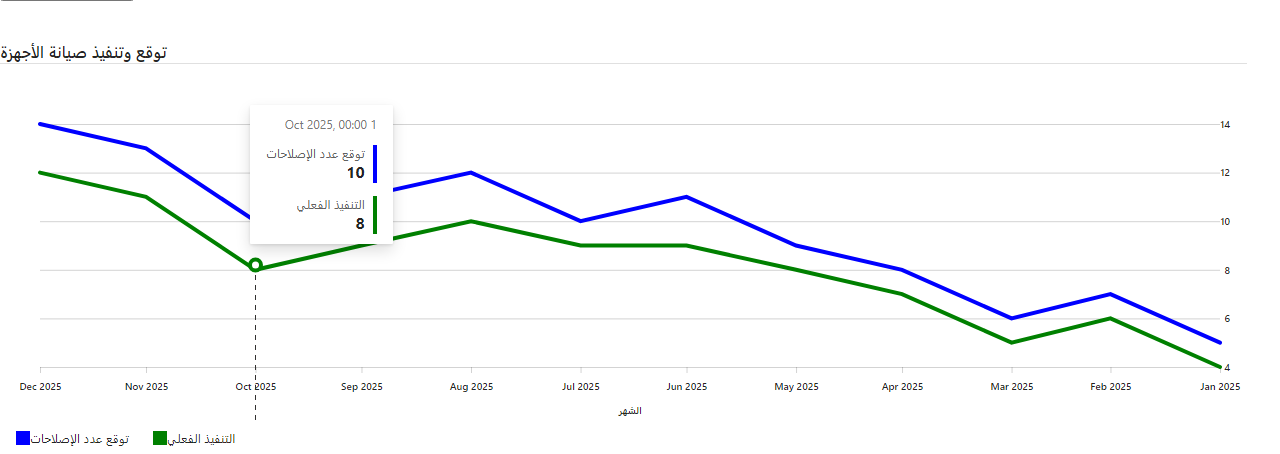 توقع وتنفيذ صيانة الأجهزة
1 Oct 2025, 00:00
توقع عدد الإصلاحات
10
التنفيذ الفعلي
8
14
12
10
8
6
4
Dec 2025 Nov 2025 Oct 2025 Sep 2025 Aug 2025 Jul 2025 Jun 2025 May 2025 Apr 2025 Mar 2025 Feb 2025 Jan 2025
الشهر
توقع عدد الإصلاحات التنفيذ الفعلي